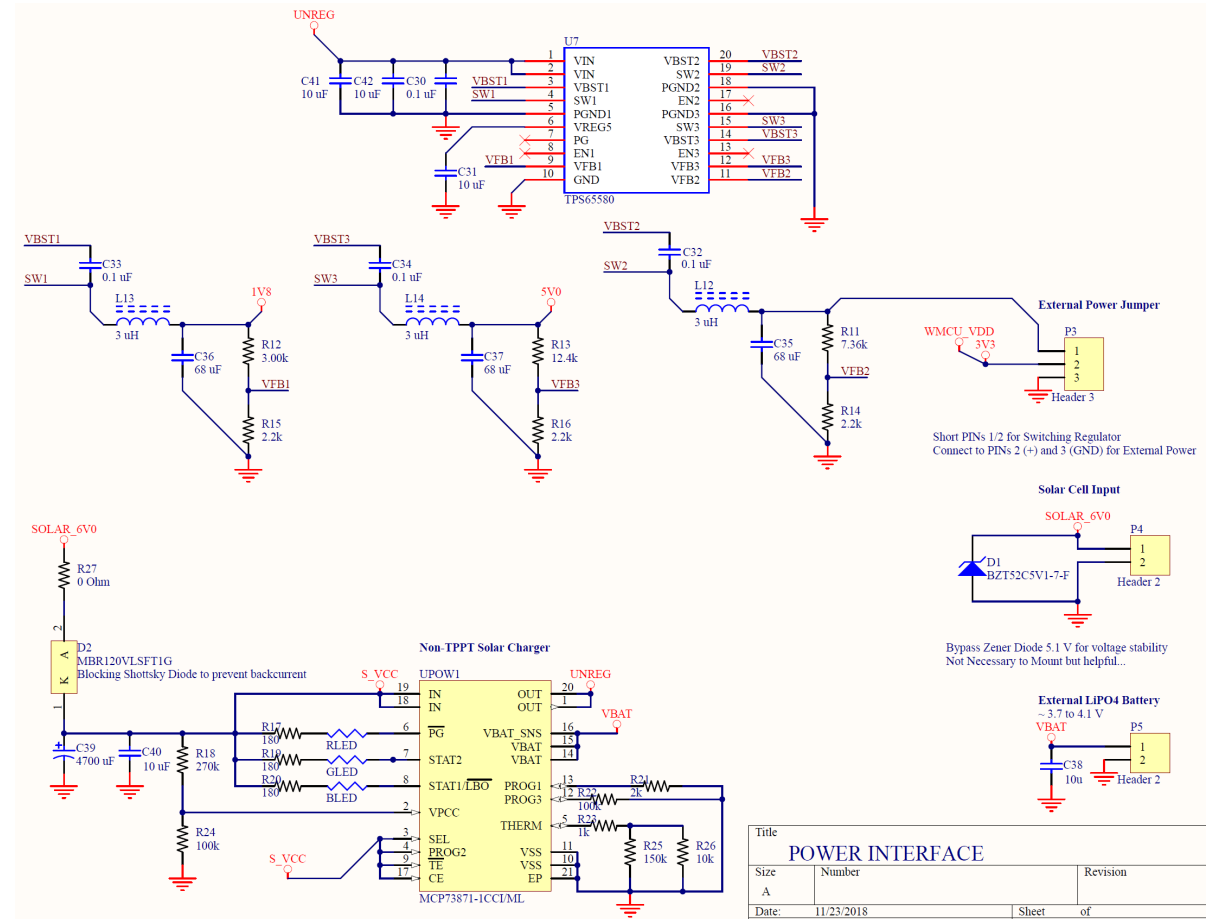 UNREG
U7
C41
10 uF
C42
10 uF
C30
0.1 uF
VBST1
SW1
1
2
3
4
5
6
7
8
9
10
VIN
VIN
VBST1
SW1
PGND1
VREG5
PG
EN1
VFB1
GND
VBST2
SW2
PGND2
EN2
PGND3
SW3
VBST3
EN3
VFB3
VFB2
20
19
18
17
16
15
14
13
12
11
VBST2
SW2
SW3
VBST3
VFB3
VFB2
VFB1
C31
10 uF
TPS65580
VBST1
C33
0.1 uF
SW1
L13
3 uH
1V8
C36
68 uF
R12
3.00k
VFB1
R15
2.2k
VBST3
C34
0.1 uF
SW3
L14
3 uH
5V0
C37
68 uF
R13
12.4k
VFB3
R16
2.2k
VBST2
C32
0.1 uF
SW2
L12
3 uH
C35
68 uF
R11
7.36k
VFB2
R14
2.2k
External Power Jumper
WMCU_VDD
3V3
P3
1
2
3
Header 3
Short PINs 1/2 for Switching Regulator
Connect to PINs 2 (+) and 3 (GND) for External Power
Solar Cell Input
SOLAR_6V0
P4
1
2
Header 2
D1
BZT52C5V1-7-F
Bypass Zener Diode 5.1 V for voltage stability
Not Necessary to Mount but helpful...
External LiPO4 Battery
~ 3.7 to 4.1 V
VBAT
P5
1
2
Header 2
C38
10u
SOLAR_6V0
R27
0 Ohm
2
A
K
1
D2
MBR120VLSFT1G
Blocking Shottsky Diode to prevent backcurrent
C39
4700 uF
C40
10 uF
R18
270k
R24
100k
R17
180
RLED
R19
180
GLED
R20
180
BLED
S_VCC
S_VCC
Non-TPPT Solar Charger
UPOW1
19
18
6
7
8
2
3
4
9
17
IN
IN
PG
STAT2
STAT1/LBO
VPCC
SEL
PROG2
TE
CE
OUT
OUT
VBAT_SNS
VBAT
VBAT
PROG1
PROG3
THERM
VSS
VSS
EP
20
1
16
15
14
13
12
5
11
10
21
MCP73871-1CCI/ML
UNREG
VBAT
R21
2k
R22
100k
R23
1k
R25
150k
R26
10k
Title
POWER INTERFACE
Size
A
Number
Revision
Date:
11/23/2018
Sheet of